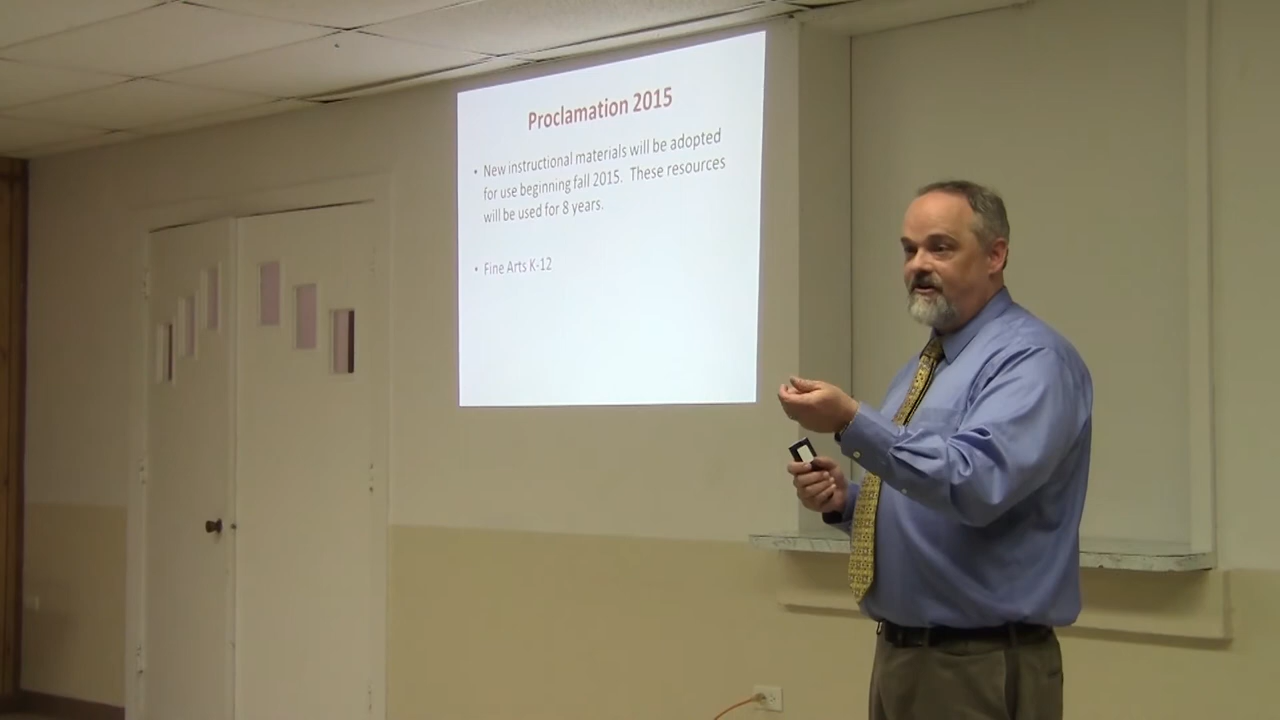 Proclamation 2015
• New instructional materials will be adopted
for use beginning fall 2015. These resources
will be used for 8 years.
• Fine Arts K-12